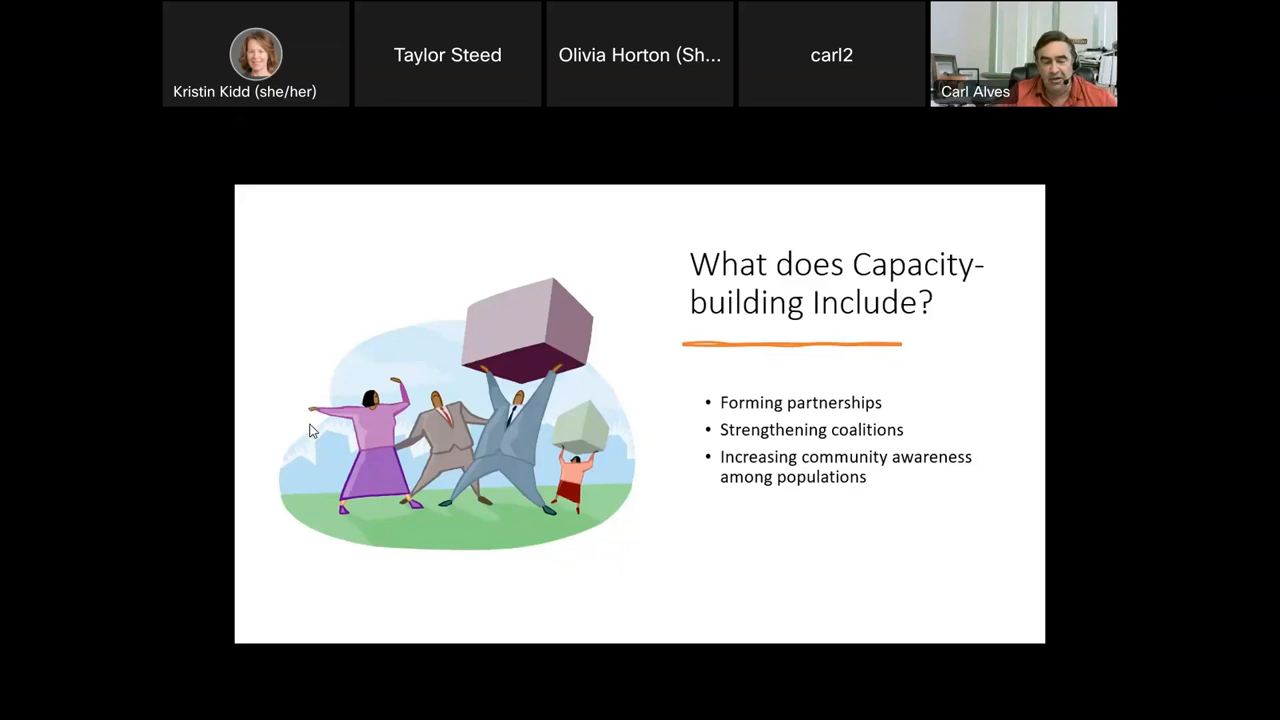 Kristin Kidd (she/her)
Taylor Steed
Olivia Horton (Sh...
carl2
Carl Alves
What does Capacity-
building Include?
• Forming partnerships
• Strengthening coalitions
• Increasing community awareness
among populations